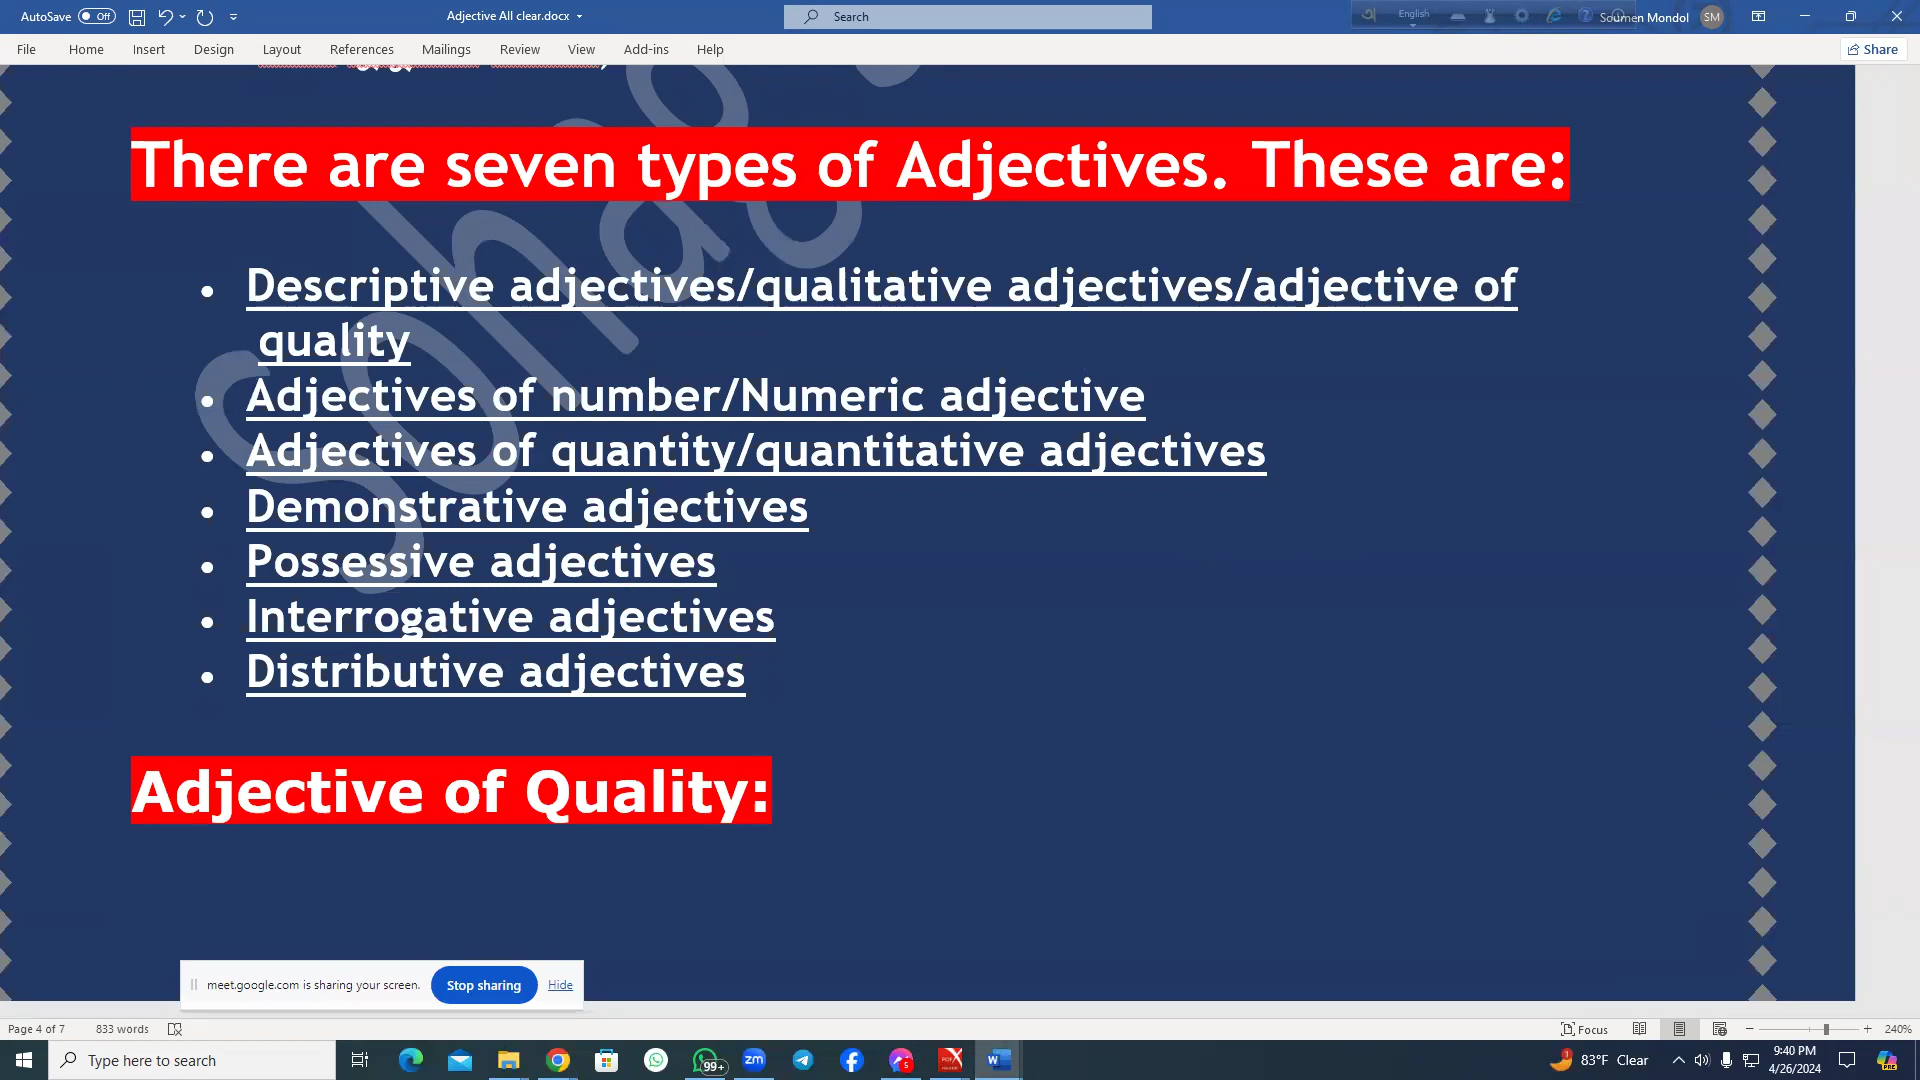 AutoSave Off Adjective All clear.docx Search English Soumen Mondol SM
File Home Insert Design Layout References Mailings Review View Add-ins Help Share
There are seven types of Adjectives. These are:
• Descriptive adjectives/qualitative adjectives/adjective of
quality
• Adjectives of number/Numeric adjective
• Adjectives of quantity/quantitative adjectives
• Demonstrative adjectives
• Possessive adjectives
• Interrogative adjectives
• Distributive adjectives
Adjective of Quality:
meet.google.com is sharing your screen. Stop sharing Hide
Page 4 of 7 833 words Focus 240%
Type here to search 99+ zm 5 83°F Clear 9:40 PM
4/26/2024